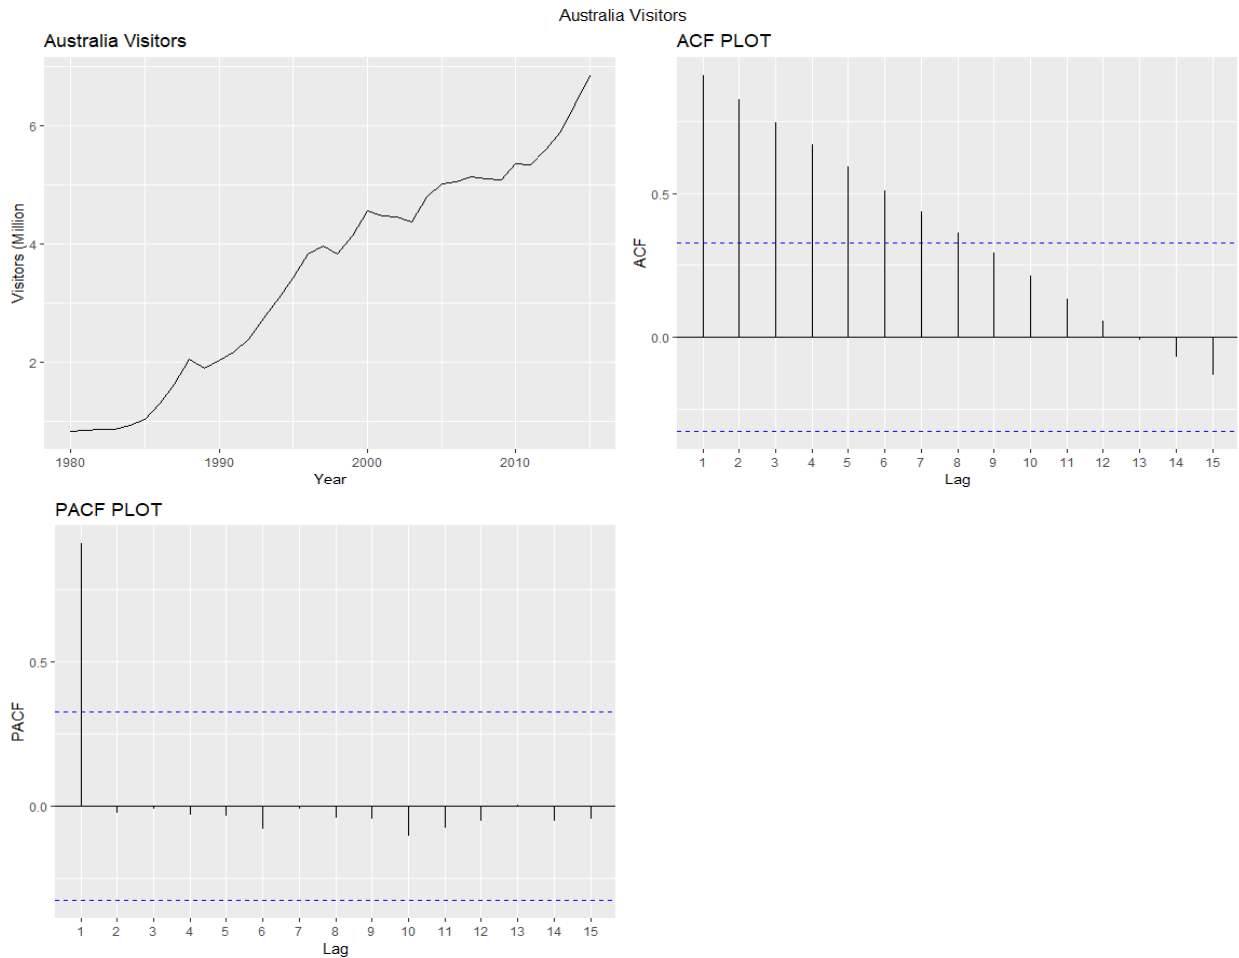 Australia Visitors
Australia Visitors
Visitors (Million
6
4
2
1980 1990 2000 2010
Year
ACF PLOT
ACF
0.5
0.0
1 2 3 4 5 6 7 8 9 10 11 12 13 14 15
Lag
PACF PLOT
PACF
0.5
0.0
1 2 3 4 5 6 7 8 9 10 11 12 13 14 15
Lag